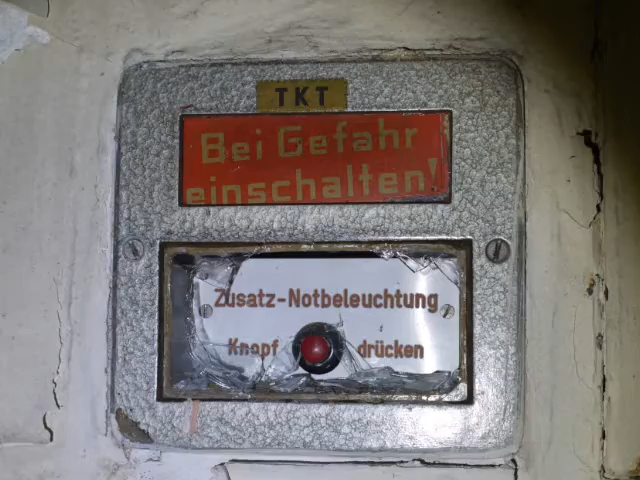 TKT
Bei Gefahr
einschalten!
Zusatz-Notbeleuchtung
Knopf drücken